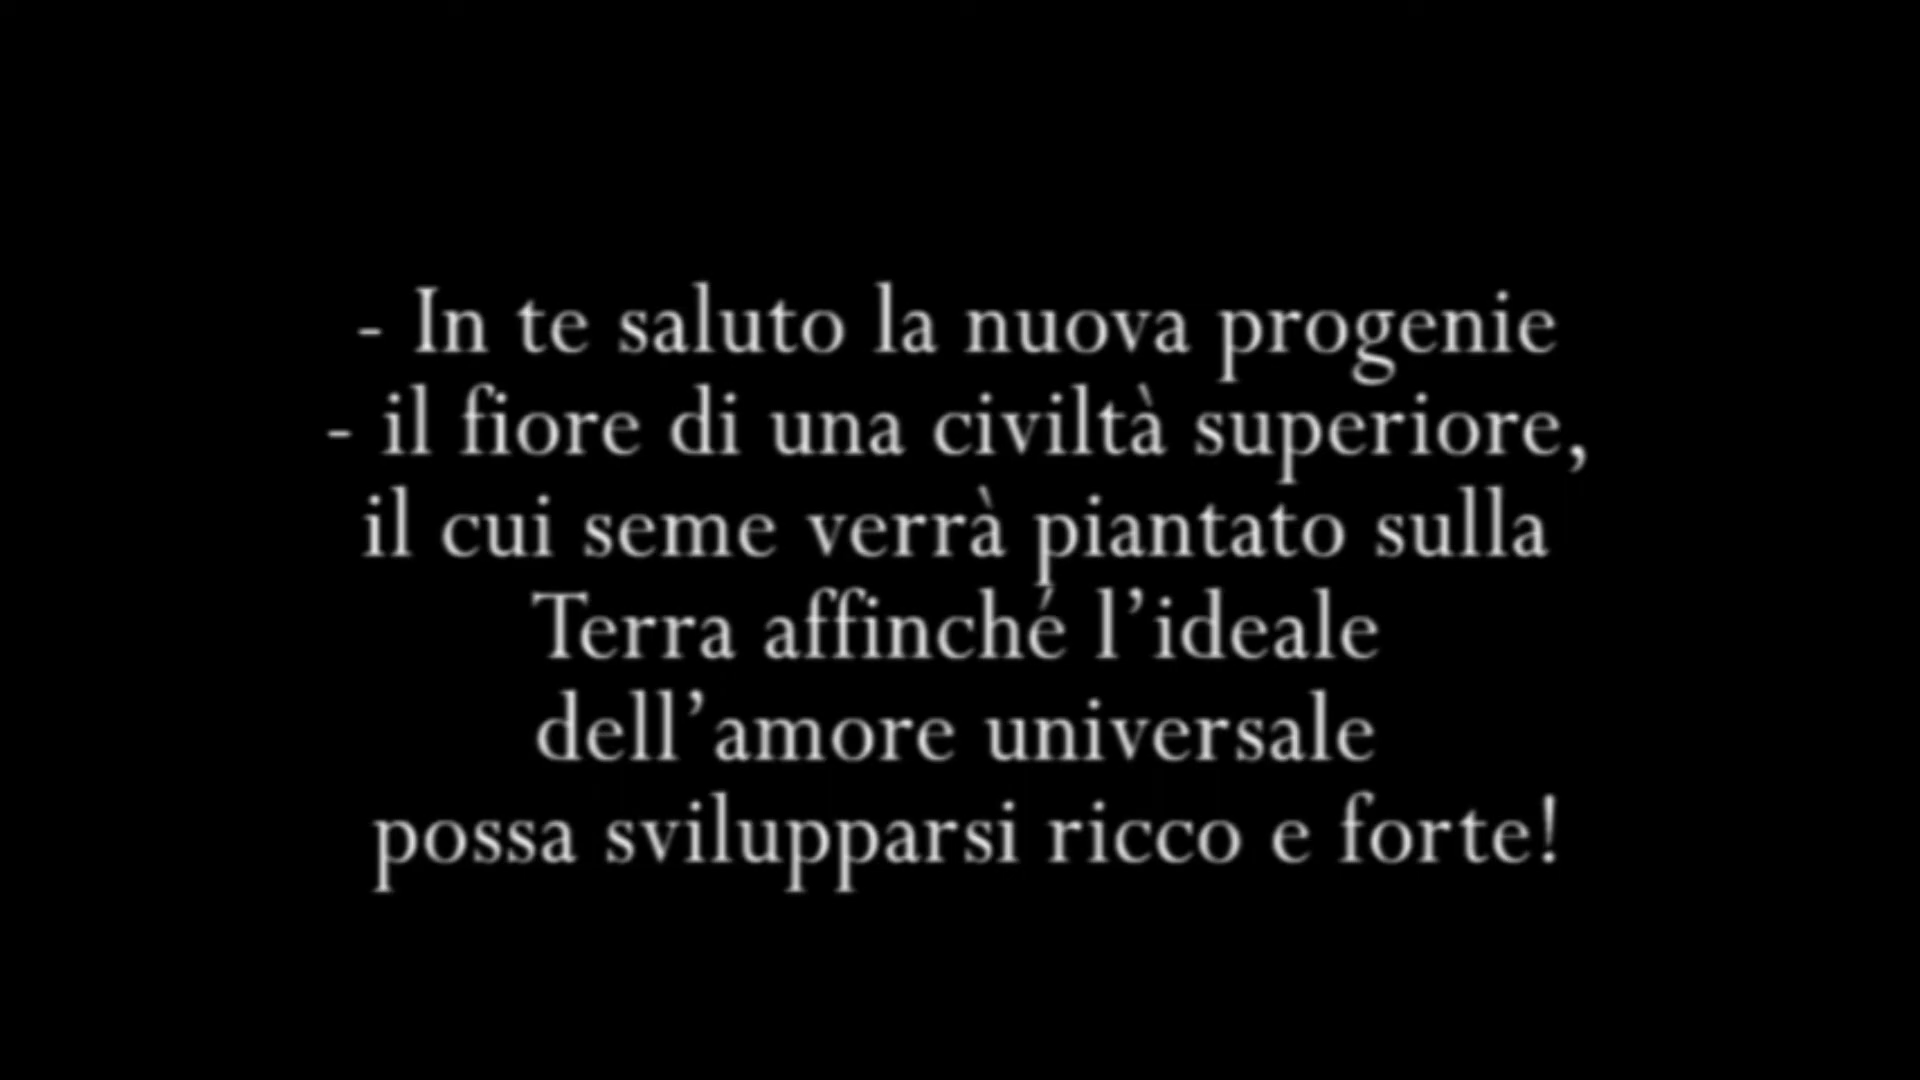 - In te saluto la nuova progenie
- il fiore di una civiltà superiore,
il cui seme verrà piantato sulla
Terra affinché l’ideale
dell’amore universale
possa svilupparsi ricco e forte!